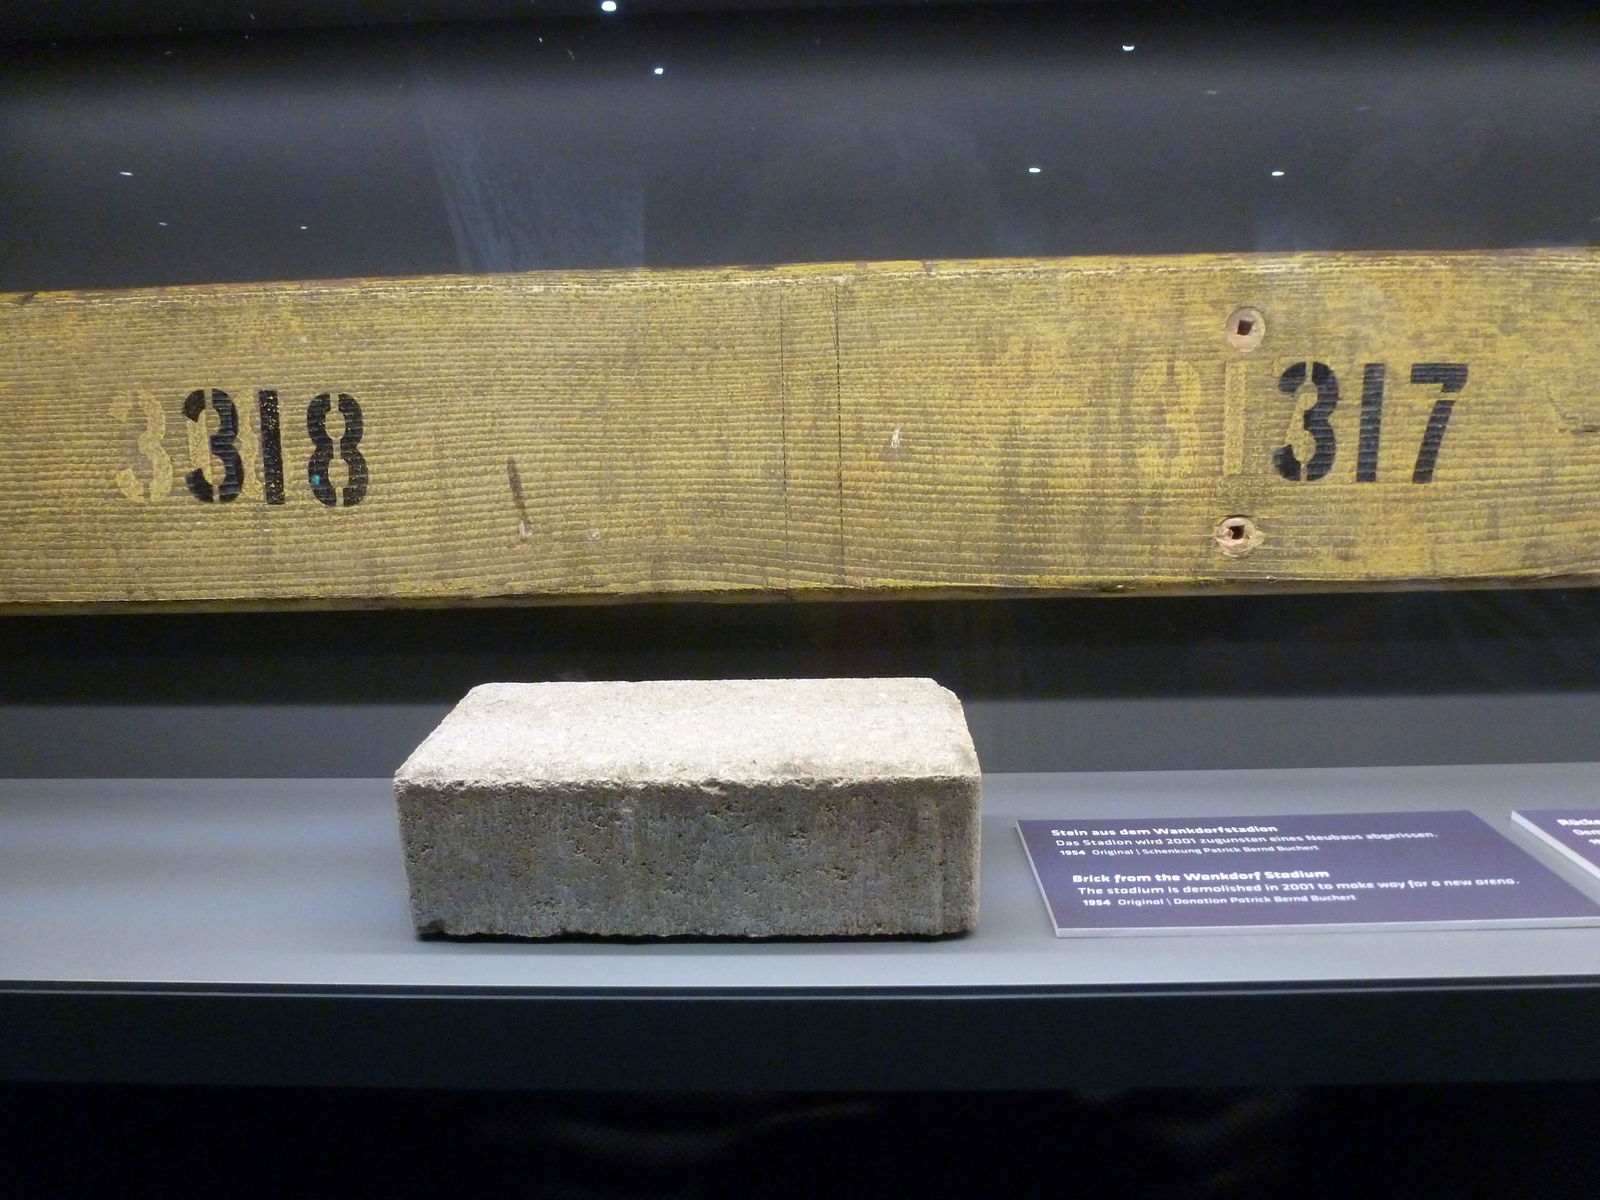 318 317
Stein aus dem Wankdorfstadion
Das Stadion wird 2001 zugunsten eines Neubaus abgerissen.
1954 Original | Schenkung Patrick Bernd Buchert
Brick from the Wankdorf Stadium
The stadium is demolished in 2001 to make way for a new arena.
1954 Original | Donation Patrick Bernd Buchert